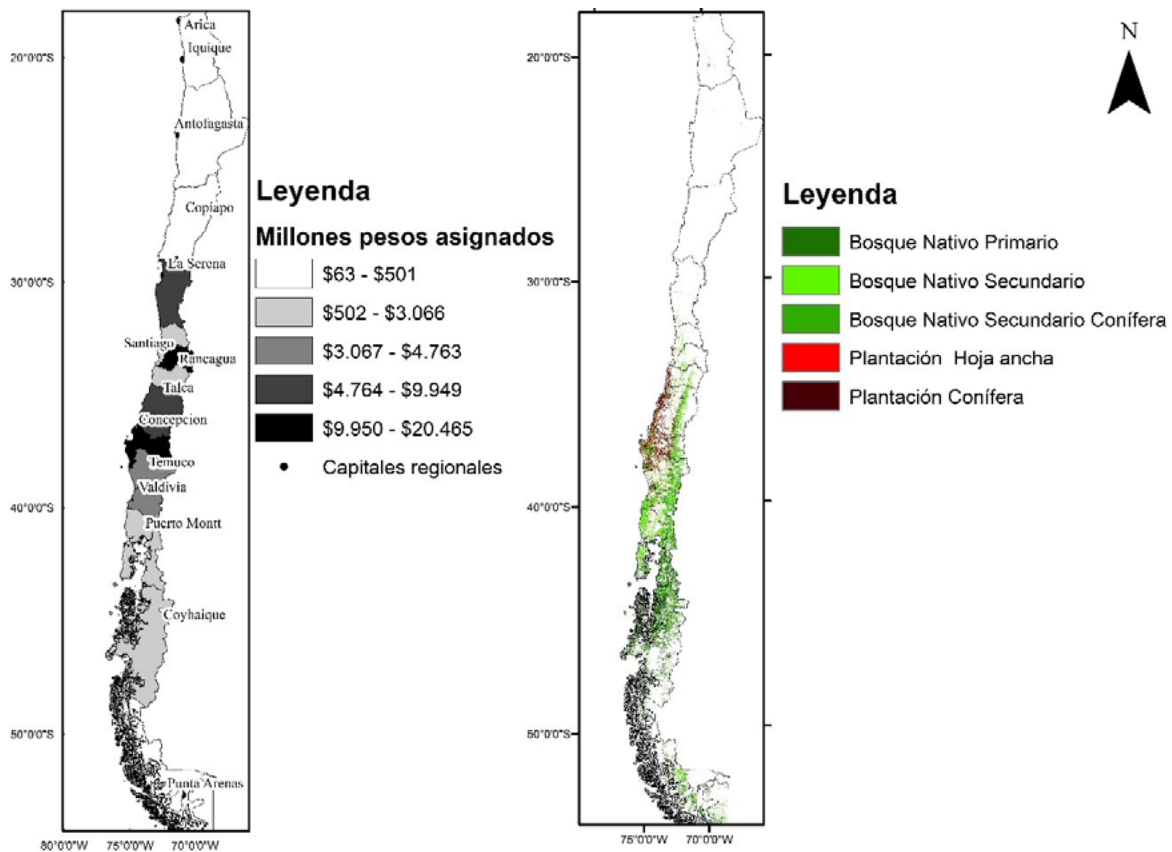 Arica
Iquique
20°0'0"S
Antofagasta
Copiapo
La Serena
30°0'0"S
Santiago
Rancagua
Talca
Concepcion
Temuco
Valdivia
40°0'0"S
Puerto Montt
Coyhaique
50°0'0"S
Punta Arenas
80°0'0"W
75°0'0"W
70°0'0"W
Leyenda
Millones pesos asignados
$63 - $501
$502 - $3.066
$3.067 - $4.763
$4.764 - $9.949
$9.950 - $20.465
Capitales regionales
20°0'0"S
30°0'0"S
40°0'0"S
50°0'0"S
75°0'0"W
70°0'0"W
N
Leyenda
Bosque Nativo Primario
Bosque Nativo Secundario
Bosque Nativo Secundario Conífera
Plantación Hoja ancha
Plantación Conífera